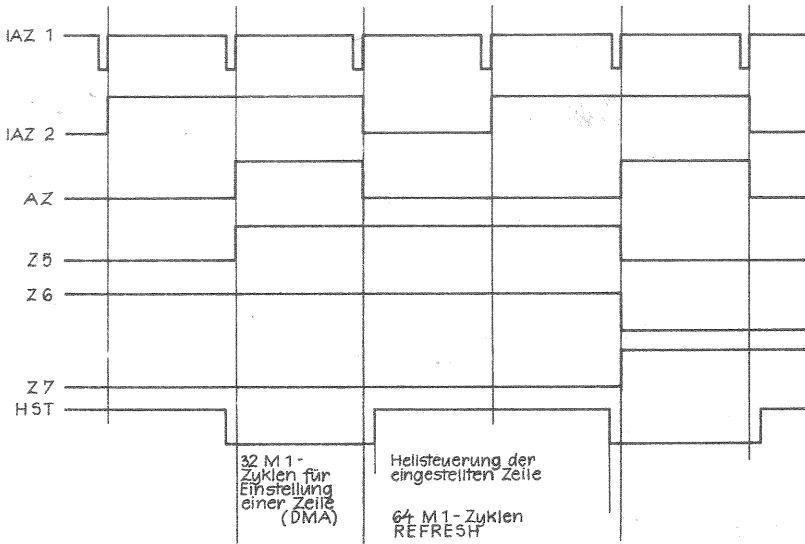 IAZ 1
IAZ 2
AZ
Z5
Z6
Z7
HST
32 M1-
Zyklen für
Einstellung
einer Zeile
(DMA)
Hellsteuerung der
eingestellten Zeile
64 M1-Zyklen
REFRESH